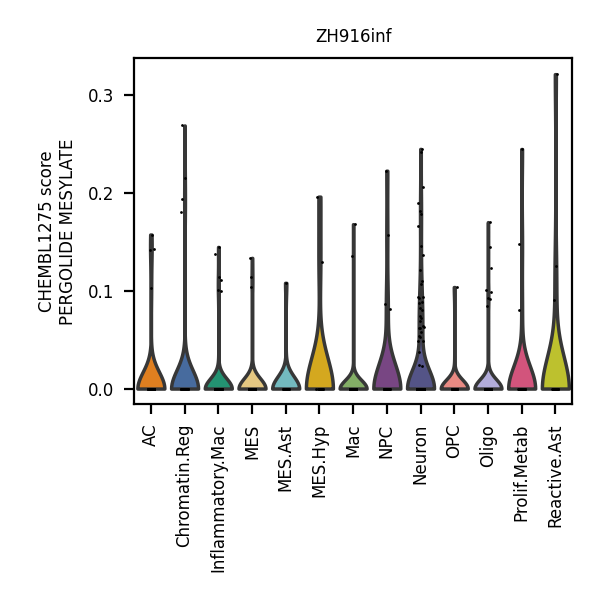 ZH916inf
CHEMBL1275 score
PERGOLIDE MESYLATE
0.3
0.2
0.1
0.0
AC
Chromatin.Reg
Inflammatory.Mac
MES
MES.Ast
MES.Hyp
Mac
NPC
Neuron
OPC
Oligo
Prolif.Metab
Reactive.Ast